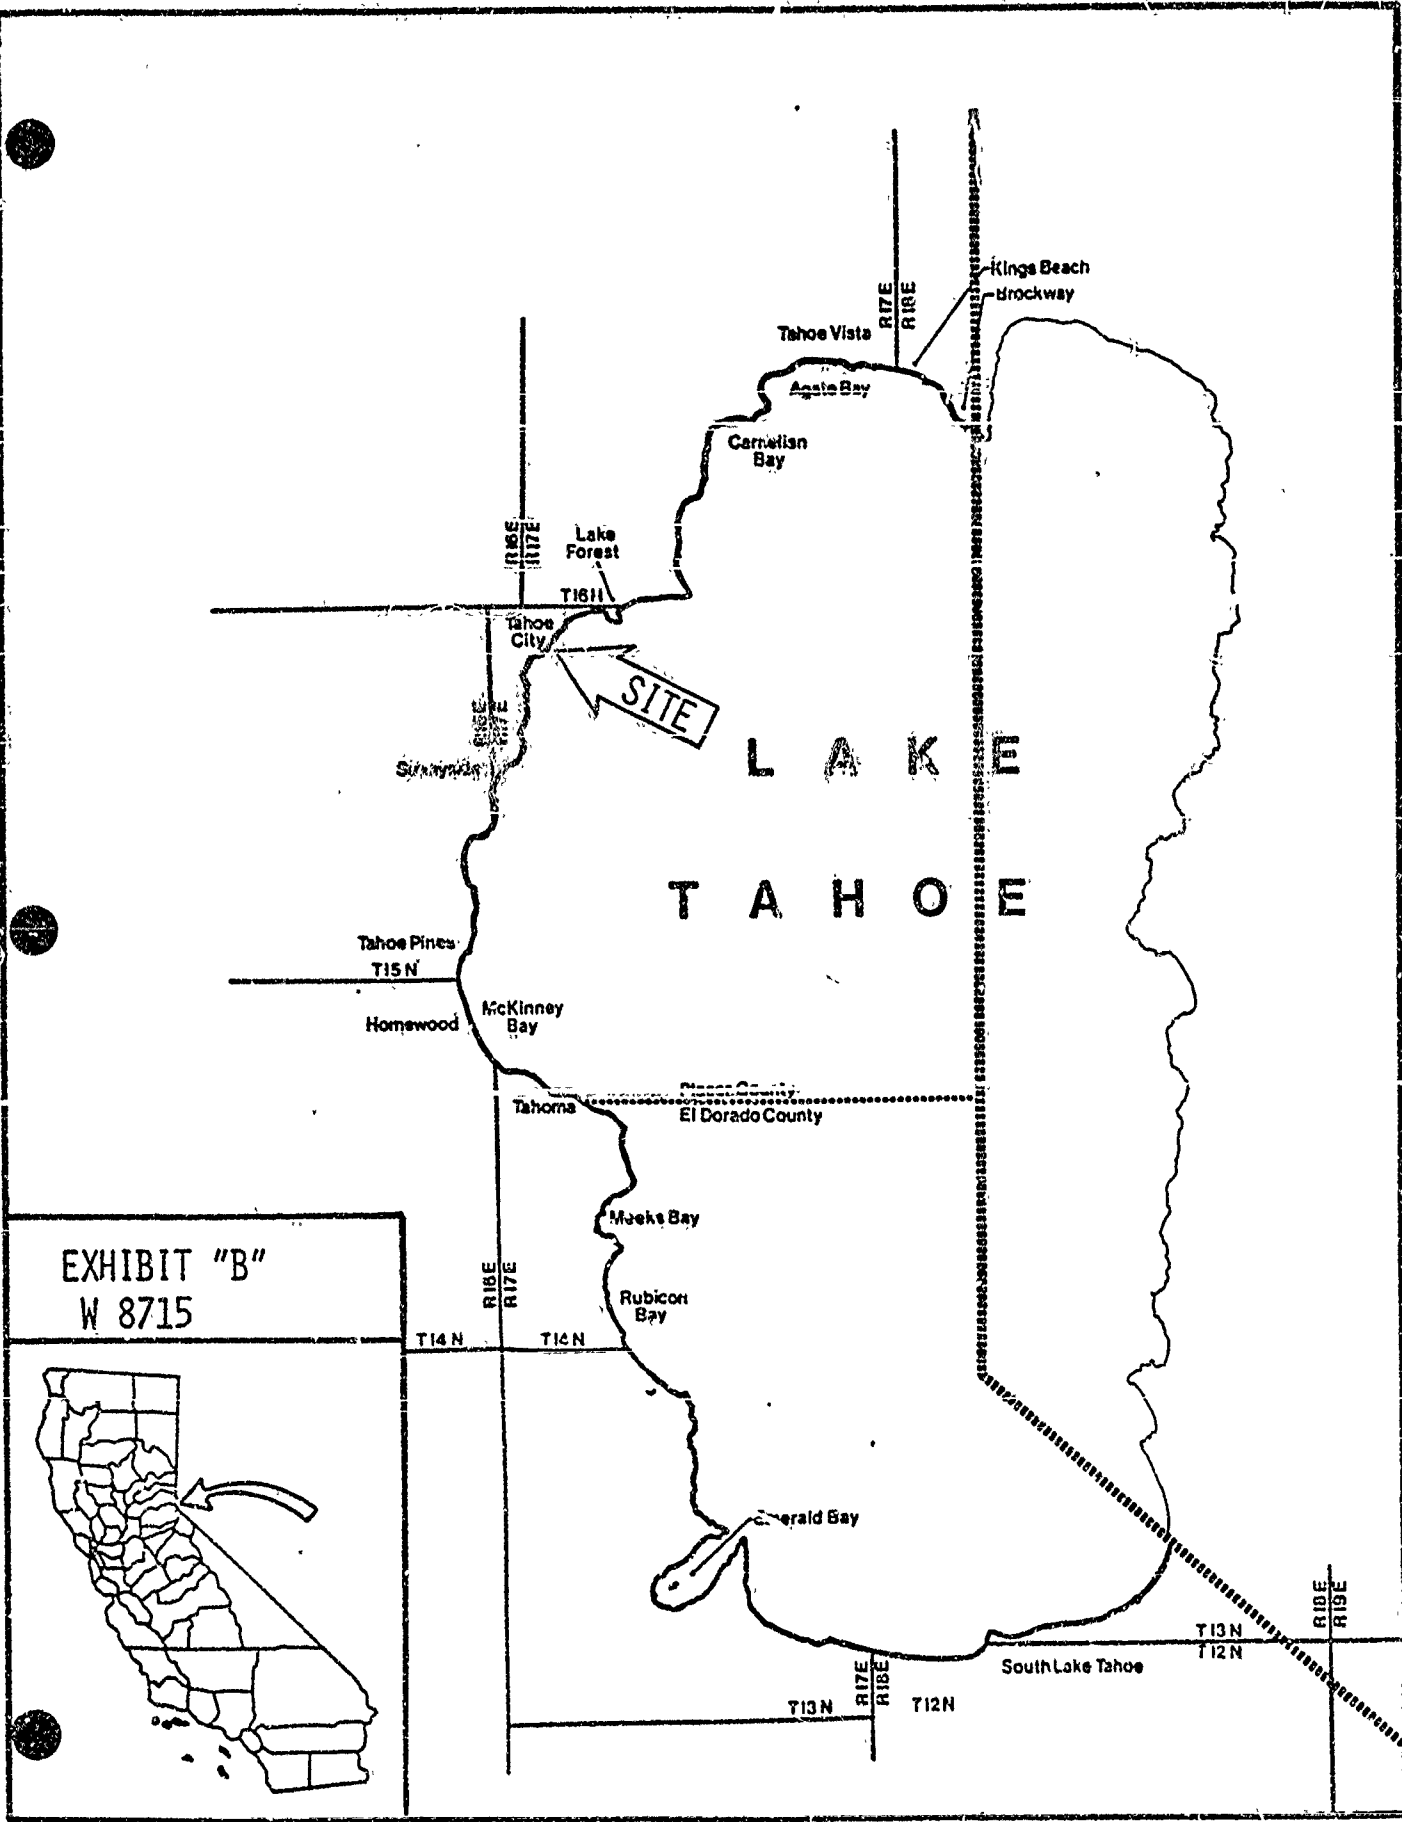 Kings Beach
Brockway
R17E
R18E
Tahoe Vista
Agate Bay
Carnelian
Bay
R16E
R17E
Lake
Forest
Tahoe
City
SITE
LAKE
TAHOE
Tahoe Pines
T15N
McKinney
Bay
Homewood
Placer County
Tahoma
El Dorado County
Meeks Bay
EXHIBIT "B"
W 8715
R16E
R17E
Rubicon
Bay
T14N
T14N
Emerald Bay
R18E
R19E
T13N
T12N
South Lake Tahoe
R17E
R18E
T13N
T12N